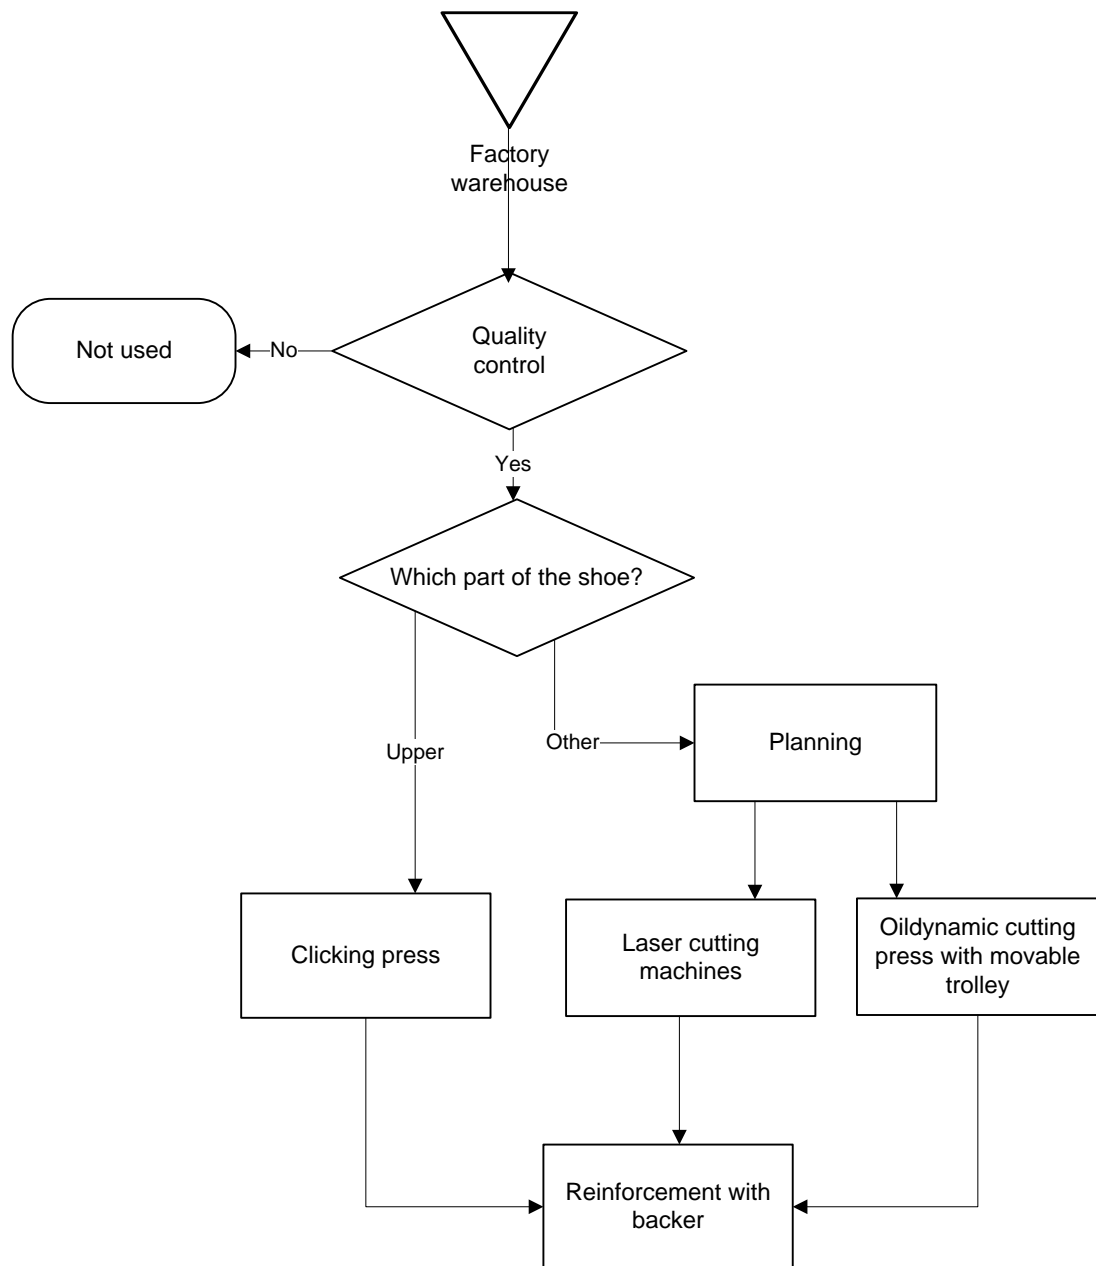 Factory
warehouse
Quality
control
Not used
No
Yes
Which part of the shoe?
Upper
Other
Planning
Clicking press
Laser cutting
machines
Oildynamic cutting
press with movable
trolley
Reinforcement with
backer